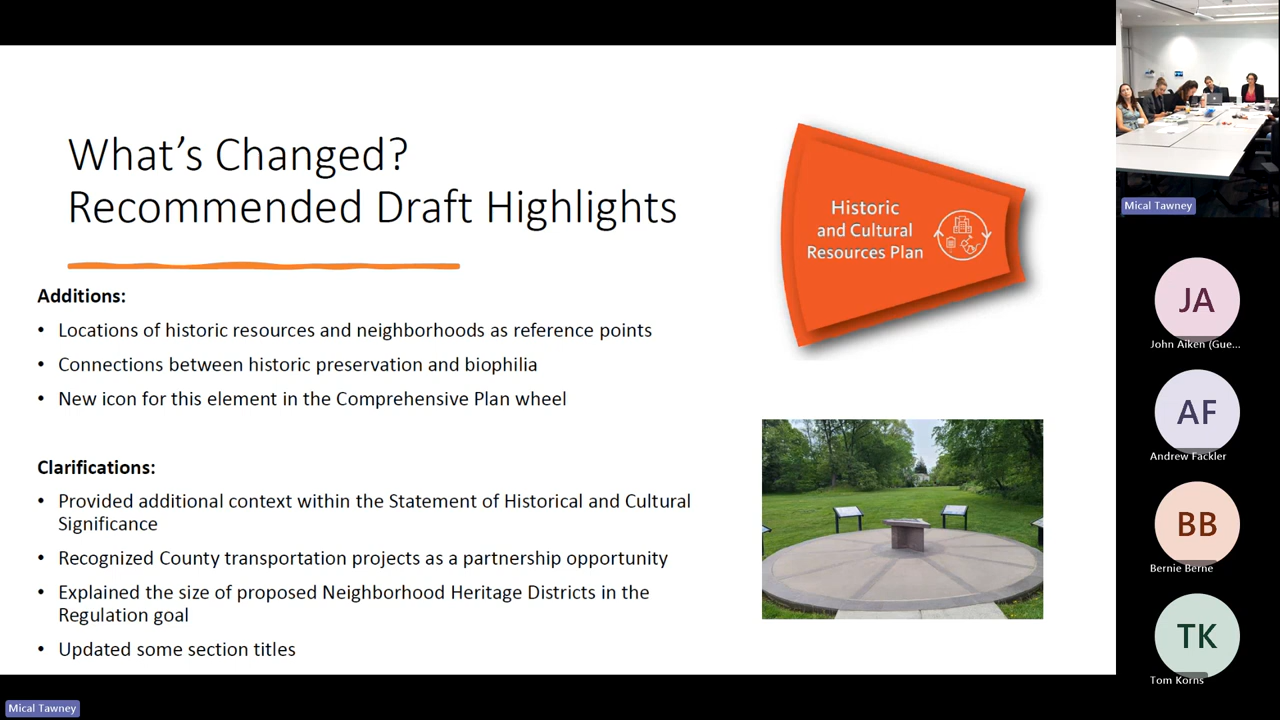 What's Changed?
Recommended Draft Highlights
Additions:
• Locations of historic resources and neighborhoods as reference points
• Connections between historic preservation and biophilia
• New icon for this element in the Comprehensive Plan wheel
Clarifications:
• Provided additional context within the Statement of Historical and Cultural
Significance
• Recognized County transportation projects as a partnership opportunity
• Explained the size of proposed Neighborhood Heritage Districts in the
Regulation goal
• Updated some section titles
Historic
and Cultural
Resources Plan
Mical Tawney
JA
John Aiken (Gue...
AF
Andrew Fackler
BB
Bernie Berne
TK
Tom Korns
Mical Tawney